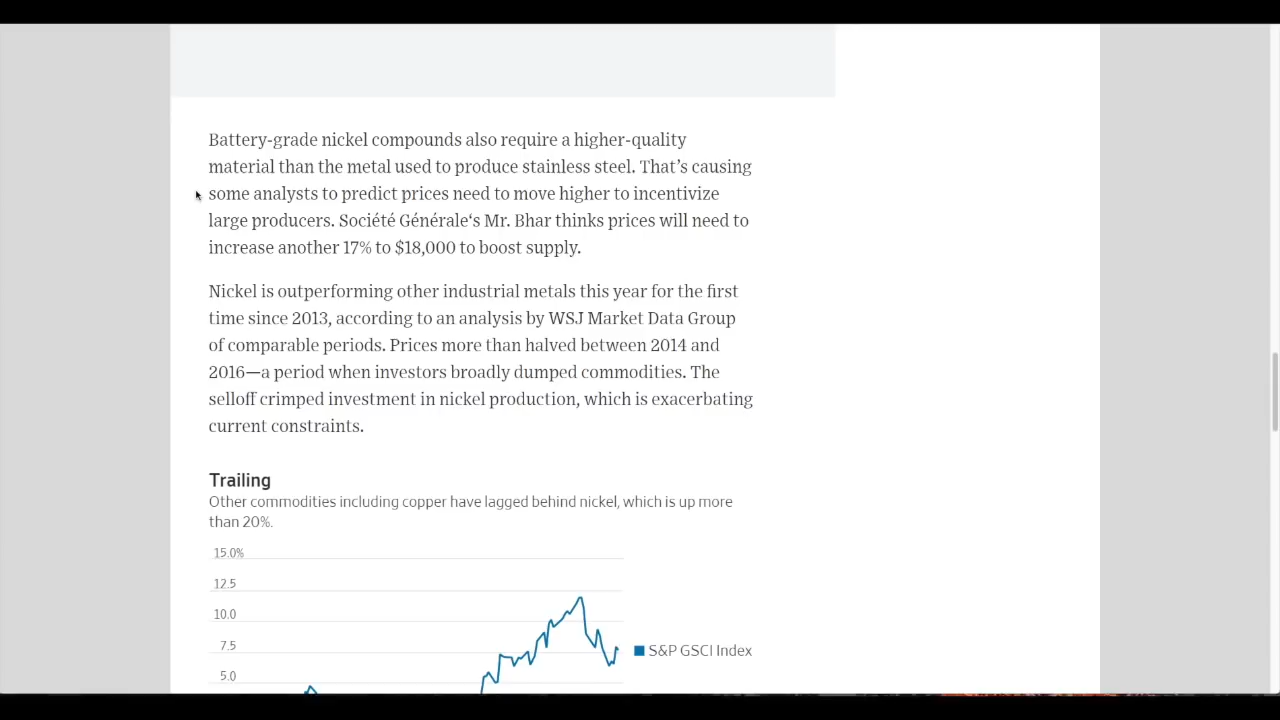 Battery-grade nickel compounds also require a higher-quality
material than the metal used to produce stainless steel. That’s causing
some analysts to predict prices need to move higher to incentivize
large producers. Société Générale‘s Mr. Bhar thinks prices will need to
increase another 17% to $18,000 to boost supply.
Nickel is outperforming other industrial metals this year for the first
time since 2013, according to an analysis by WSJ Market Data Group
of comparable periods. Prices more than halved between 2014 and
2016—a period when investors broadly dumped commodities. The
selloff crimped investment in nickel production, which is exacerbating
current constraints.
Trailing
Other commodities including copper have lagged behind nickel, which is up more
than 20%.
15.0%
12.5
10.0
7.5
S&P GSCI Index
5.0